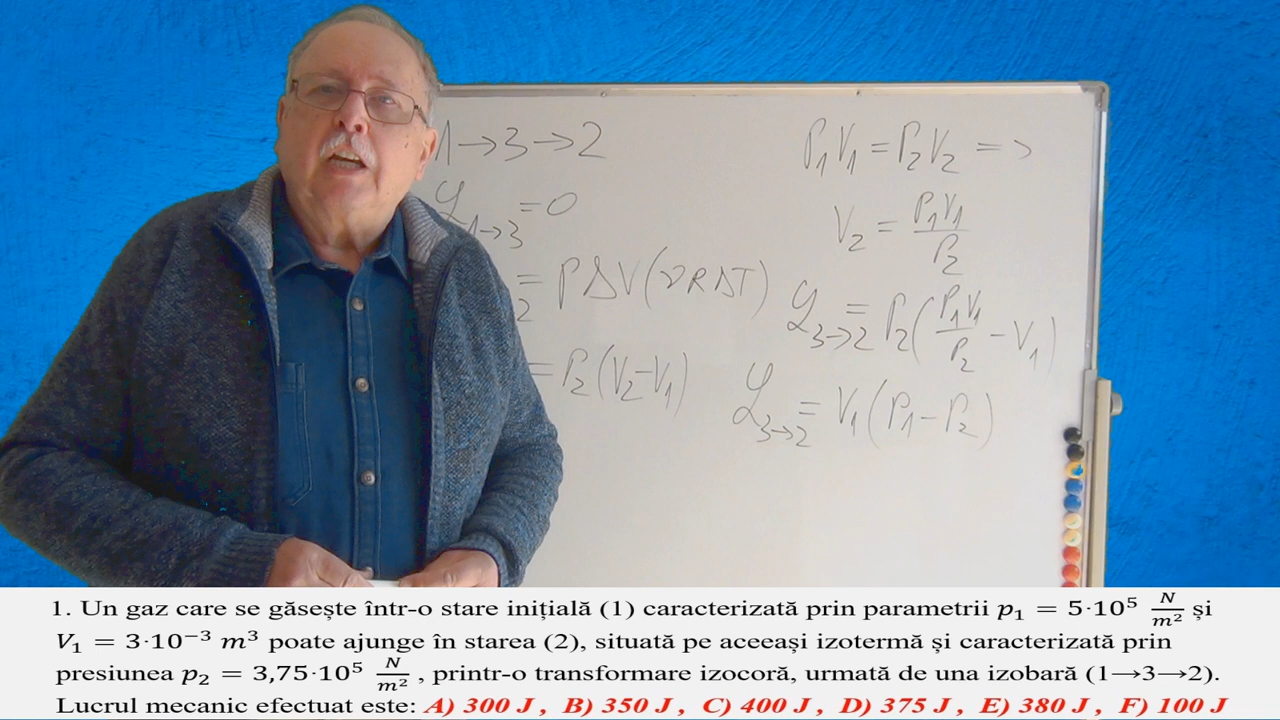 1→3→2
L1→3 = 0
2 = PΔV(νRΔT)
= P2(V2-V1)
P1V1 = P2V2 =>
V2 = P1V1/P2
L3→2 = P2(P1V1/P2 - V1)
L3→2 = V1(P1-P2)
1. Un gaz care se găsește într-o stare inițială (1) caracterizată prin parametrii p₁ = 5·10⁵ N/m² și
V₁ = 3·10⁻³ m³ poate ajunge în starea (2), situată pe aceeași izotermă și caracterizată prin
presiunea p₂ = 3,75·10⁵ N/m² , printr-o transformare izocoră, urmată de una izobară (1→3→2).
Lucrul mecanic efectuat este: A) 300 J , B) 350 J , C) 400 J , D) 375 J , E) 380 J , F) 100 J